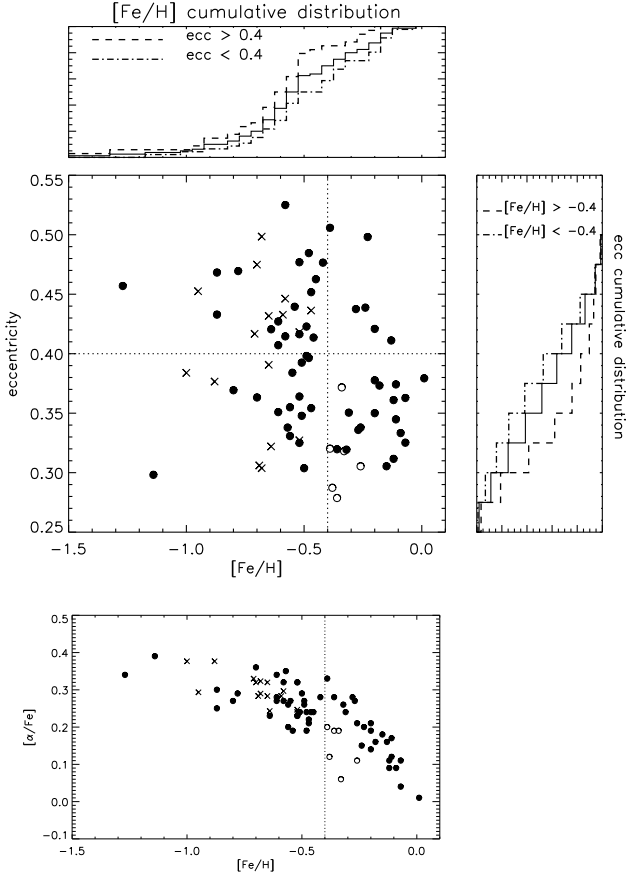 [Fe/H] cumulative distribution
ecc > 0.4
ecc < 0.4
0.55
0.50
0.45
0.40
0.35
0.30
0.25
eccentricity
-1.5 -1.0 -0.5 0.0
[Fe/H]
[Fe/H] > -0.4
[Fe/H] < -0.4
ecc cumulative distribution
0.5
0.4
0.3
0.2
0.1
0.0
-0.1
[α/Fe]
-1.5 -1.0 -0.5 0.0
[Fe/H]